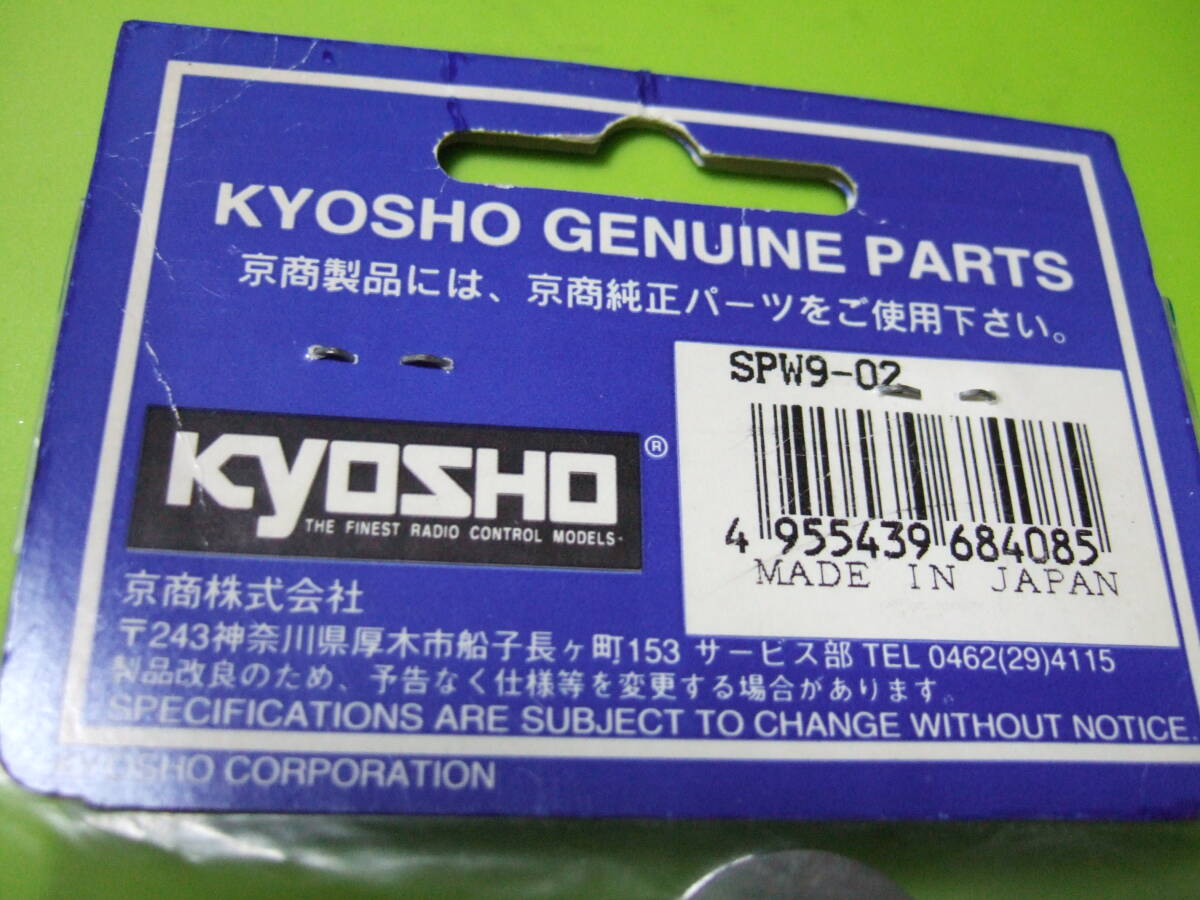 KYOSHO GENUINE PARTS
京商製品には、京商純正パーツをご使用下さい。
SPW9-02
KYOSHO®
THE FINEST RADIO CONTROL MODELS
4 955439 684085
MADE IN JAPAN
京商株式会社
〒243神奈川県厚木市船子長ヶ町153 サービス部 TEL 0462(29)4115
製品改良のため、予告なく仕様等を変更する場合があります。
SPECIFICATIONS ARE SUBJECT TO CHANGE WITHOUT NOTICE.
KYOSHO CORPORATION